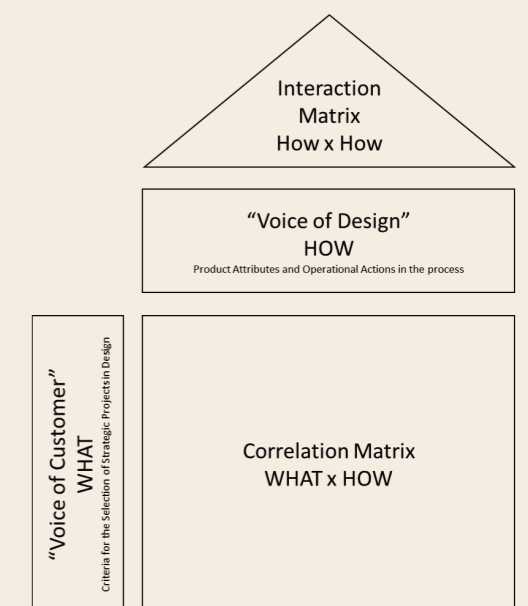 Interaction
Matrix
How x How
“Voice of Design”
HOW
Product Attributes and Operational Actions in the process
“Voice of Customer”
WHAT
Criteria for the Selection of Strategic Projects in Design
Correlation Matrix
WHAT x HOW